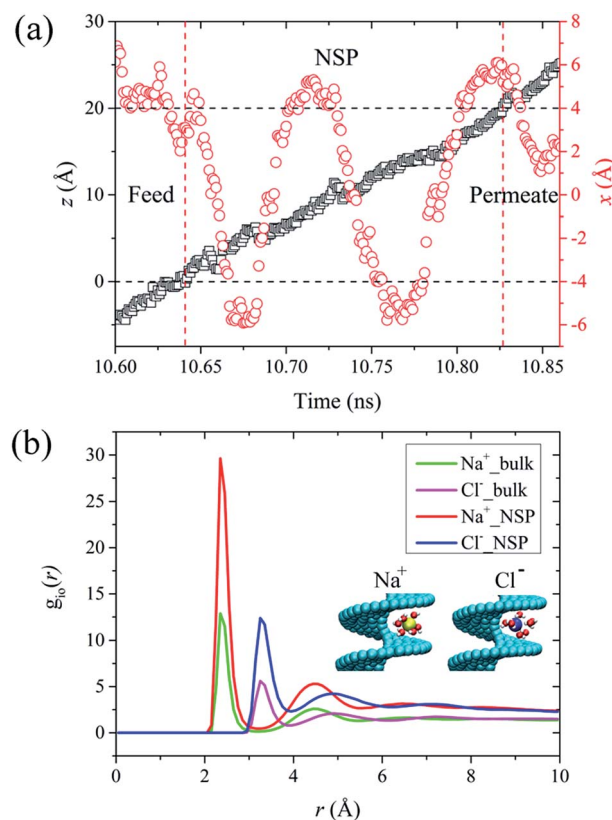 (a)
NSP
Feed
Permeate
z (Å)
30
20
10
0
x (Å)
8
6
4
2
0
-2
-4
-6
10.60 10.65 10.70 10.75 10.80 10.85
Time (ns)
(b)
Na⁺_bulk
Cl⁻_bulk
Na⁺_NSP
Cl⁻_NSP
Na⁺ Cl⁻
gᵢₒ(r)
30
25
20
15
10
5
0
0 2 4 6 8 10
r (Å)